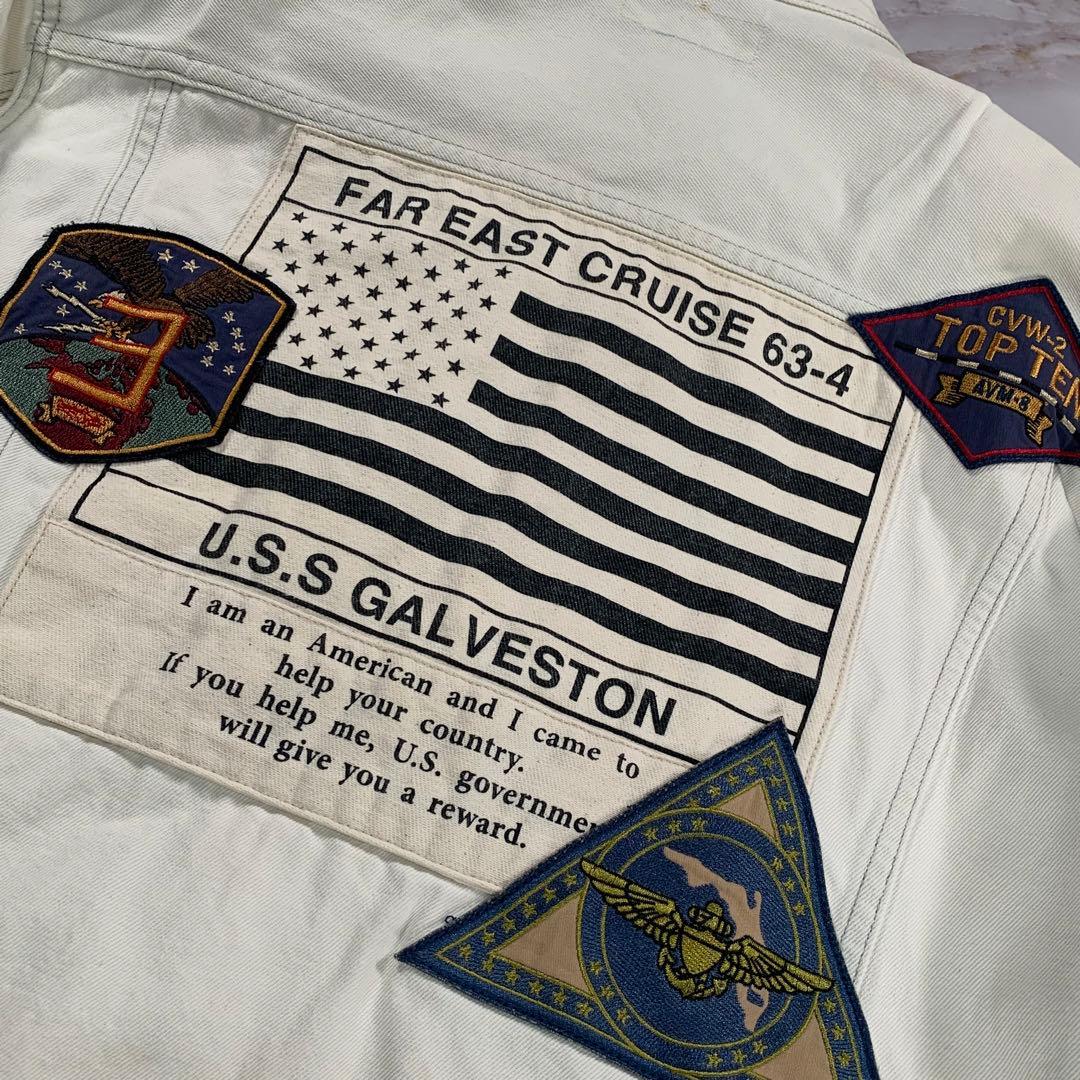 FAR EAST CRUISE 63-4
CVW-2
TOP TEN
U.S.S GALVESTON
I am an American and I came to
help your country.
If you help me, U.S. governme
will give you a reward.